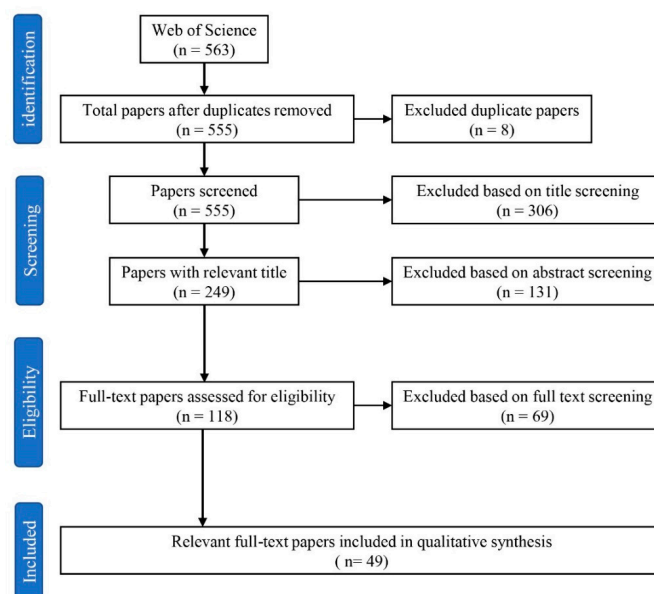 identification
Web of Science
(n = 563)
Total papers after duplicates removed
(n = 555)
Excluded duplicate papers
(n = 8)
Screening
Papers screened
(n = 555)
Excluded based on title screening
(n = 306)
Papers with relevant title
(n = 249)
Excluded based on abstract screening
(n = 131)
Eligibility
Full-text papers assessed for eligibility
(n = 118)
Excluded based on full text screening
(n = 69)
Included
Relevant full-text papers included in qualitative synthesis
( n= 49)